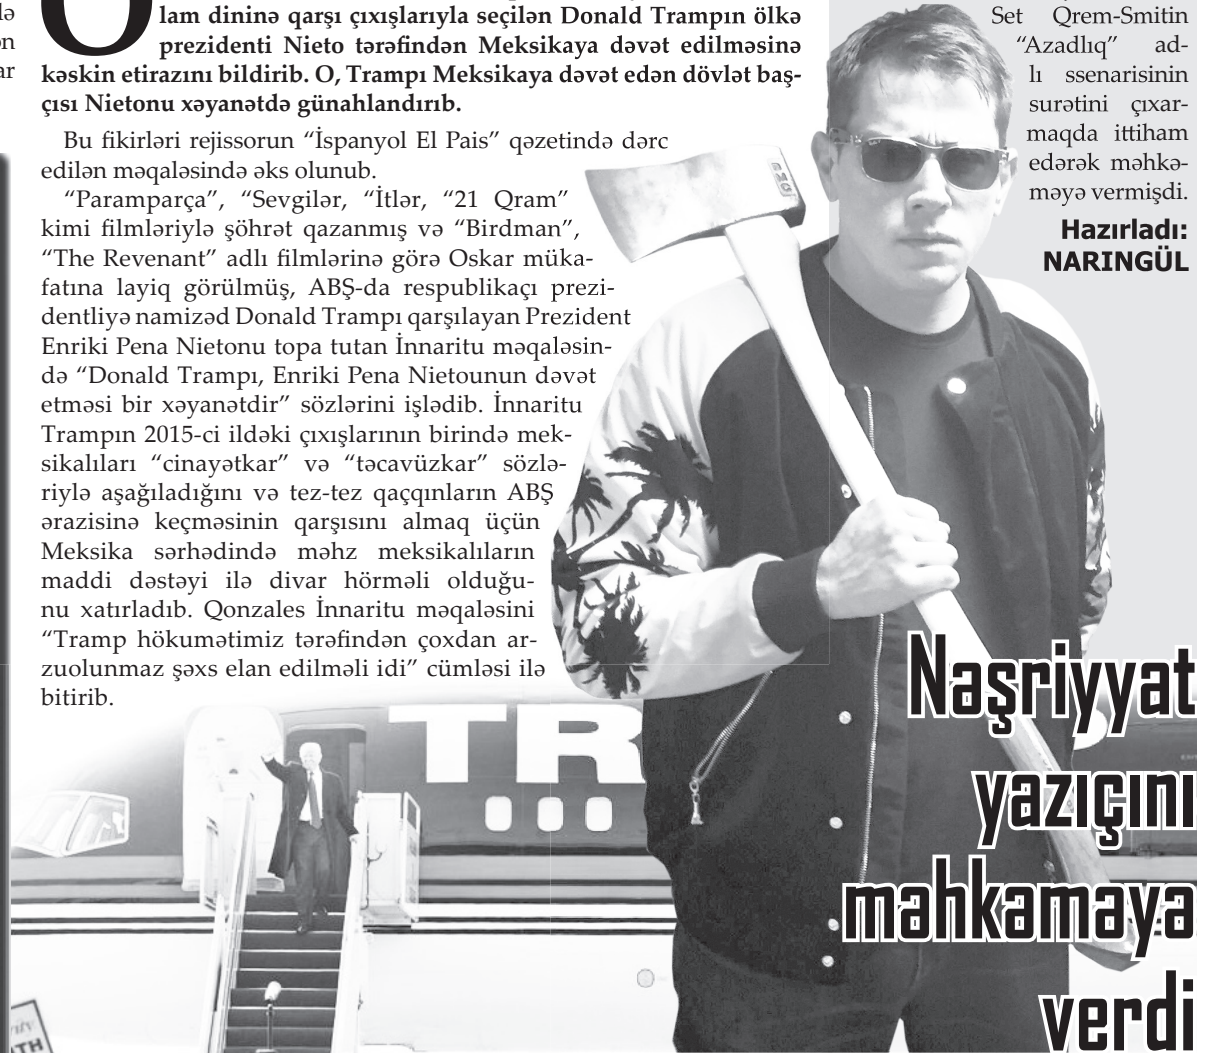 O
lam dininə qarşı çıxışlarıyla seçilən Donald Trampın ölkə
prezidenti Nieto tərəfindən Meksikaya dəvət edilməsinə
kəskin etirazını bildirib. O, Trampı Meksikaya dəvət edən dövlət baş-
çısı Nietonu xəyanətdə günahlandırıb.
Bu fikirləri rejissorun “İspanyol El Pais” qəzetində dərc
edilən məqaləsində əks olunub.
“Paramparça”, “Sevgilər, “İtlər, “21 Qram”
kimi filmləriylə şöhrət qazanmış və “Birdman”,
“The Revenant” adlı filmlərinə görə Oskar müka-
fatına layiq görülmüş, ABŞ-da respublikaçı prezi-
dentliyə namizəd Donald Trampı qarşılayan Prezident
Enriki Pena Nietonu topa tutan İnnaritu məqaləsin-
də “Donald Trampı, Enriki Pena Nietounun dəvət
etməsi bir xəyanətdir” sözlərini işlədib. İnnaritu
Trampın 2015-ci ildəki çıxışlarının birində mek-
sikalıları “cinayətkar” və “təcavüzkar” sözlə-
riylə aşağıladığını və tez-tez qaçqınların ABŞ
ərazisinə keçməsinin qarşısını almaq üçün
Meksika sərhədində məhz meksikalıların
maddi dəstəyi ilə divar hörməli olduğu-
nu xatırladıb. Qonzales İnnaritu məqaləsini
“Tramp hökumətimiz tərəfindən çoxdan ar-
zuolunmaz şəxs elan edilməli idi” cümləsi ilə
bitirib.
Set Qrem-Smitin
“Azadlıq” ad-
lı ssenarisinin
surətini çıxar-
maqda ittiham
edərək məhkə-
məyə vermişdi.
Hazırladı:
NARINGÜL
TR
Nəşriyyat
yazıçını
məhkəməyə
verdi